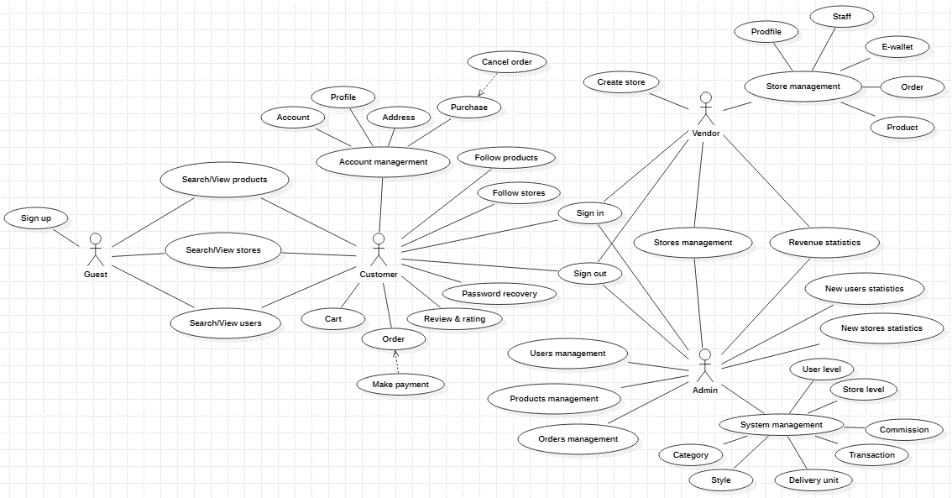 Staff
Prodfile
E-wallet
Cancel order
Create store
Store management
Order
Profile
Purchase
Account
Address
Vendor
Product
Account managerment
Follow products
Search/View products
Follow stores
Sign up
Sign in
Search/View stores
Stores management
Revenue statistics
Guest
Customer
Sign out
Password recovery
New users statistics
Search/View users
Cart
Review & rating
New stores statistics
Order
Users management
User level
Make payment
Admin
Store level
Products management
System management
Commission
Orders management
Category
Transaction
Style
Delivery unit